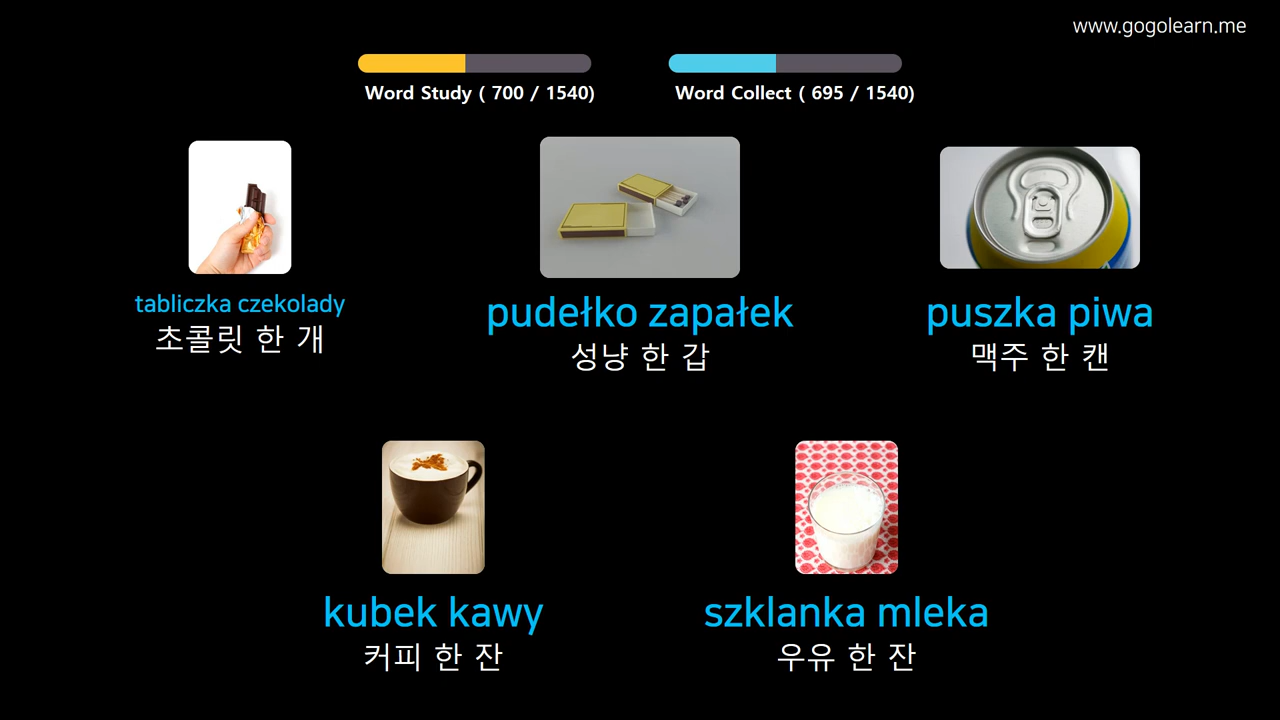 www.gogolearn.me
Word Study ( 700 / 1540)
Word Collect ( 695 / 1540)
tabliczka czekolady
초콜릿 한 개
pudełko zapałek
성냥 한 갑
puszka piwa
맥주 한 캔
kubek kawy
커피 한 잔
szklanka mleka
우유 한 잔